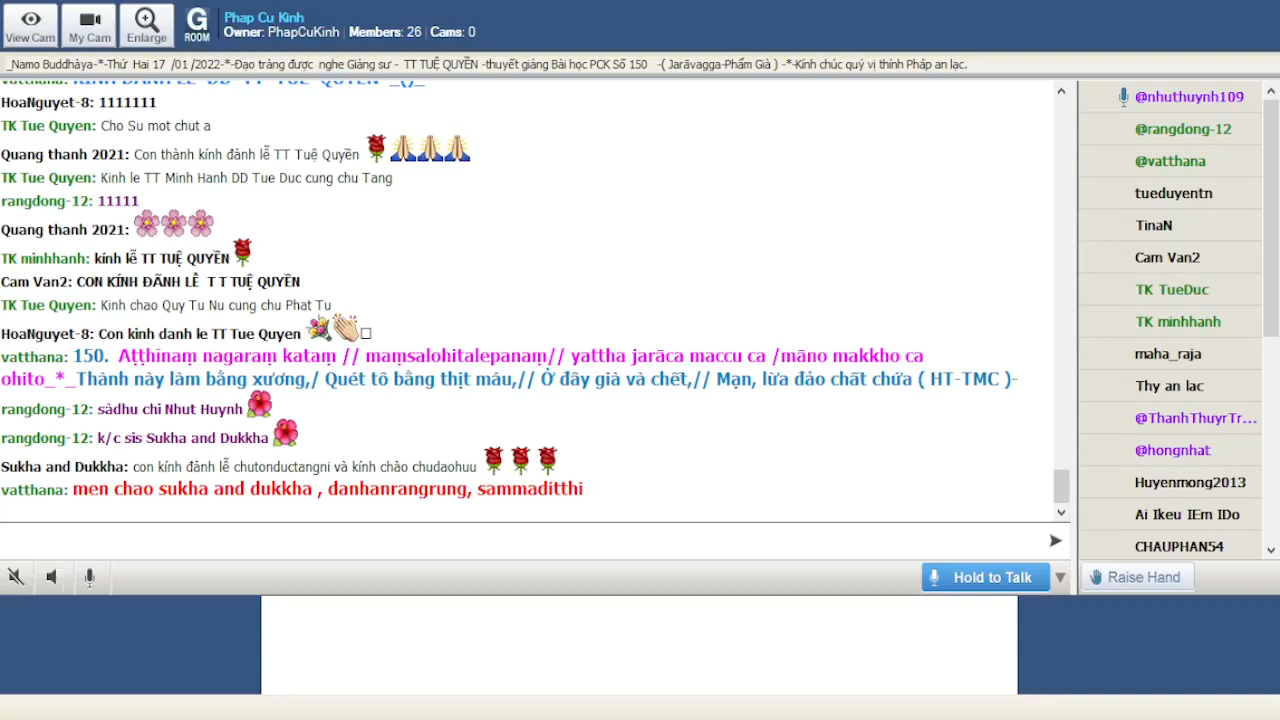 View Cam
My Cam
Enlarge
G
ROOM
Phap Cu Kinh
Owner: PhapCuKinh | Members: 26 | Cams: 0
_Namo Buddhàya-*-Thứ Hai 17 /01 /2022-*-Đạo tràng được nghe Giảng sư - TT TUỆ QUYỀN -thuyết giảng Bài học PCK Số 150 -( Jarāvagga-Phẩm Già ) -*-Kính chúc quý vị thính Pháp an lạc.
HoaNguyet-8: 1111111
TK Tue Quyen: Cho Su mot chut a
Quang thanh 2021: Con thành kính đảnh lễ TT Tuệ Quyền
TK Tue Quyen: Kinh le TT Minh Hanh DD Tue Duc cung chu Tang
rangdong-12: 11111
Quang thanh 2021:
TK minhhanh: kính lễ TT TUỆ QUYỀN
Cam Van2: CON KÍNH ĐÃNH LỄ T T TUỆ QUYỀN
TK Tue Quyen: Kinh chao Quy Tu Nu cung chu Phat Tu
HoaNguyet-8: Con kinh danh le TT Tue Quyen
vatthana: 150. Aṭṭhīnaṃ nagaraṃ kataṃ // maṃsalohitalepanaṃ// yattha jarāca maccu ca /māno makkho ca
ohito_*_Thành này làm bằng xương,/ Quét tô bằng thịt máu,// Ở đây già và chết,// Mạn, lừa đảo chất chứa ( HT-TMC )-
rangdong-12: sàdhu chi Nhut Huynh
rangdong-12: k/c sis Sukha and Dukkha
Sukha and Dukkha: con kính đảnh lễ chutonductangni và kính chào chudaohuu
vatthana: men chao sukha and dukkha , danhanrangrung, sammaditthi
@nhuthuynh109
@rangdong-12
@vatthana
tueduyentn
TinaN
Cam Van2
TK TueDuc
TK minhhanh
maha_raja
Thy an lac
@ThanhThuyrTr...
@hongnhat
Huyenmong2013
Ai Ikeu IEm IDo
CHAUPHAN54
Hold to Talk
Raise Hand